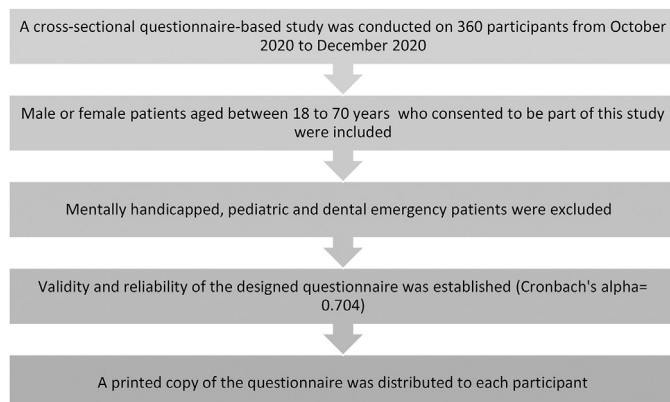 A cross-sectional questionnaire-based study was conducted on 360 participants from October
2020 to December 2020
Male or female patients aged between 18 to 70 years who consented to be part of this study
were included
Mentally handicapped, pediatric and dental emergency patients were excluded
Validity and reliability of the designed questionnaire was established (Cronbach's alpha=
0.704)
A printed copy of the questionnaire was distributed to each participant